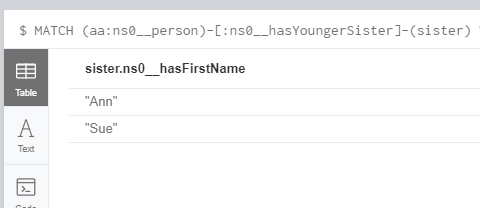 $ MATCH (aa:ns0__person)-[:ns0__hasYoungerSister]-(sister)
sister.ns0__hasFirstName
Table
"Ann"
"Sue"
A
Text